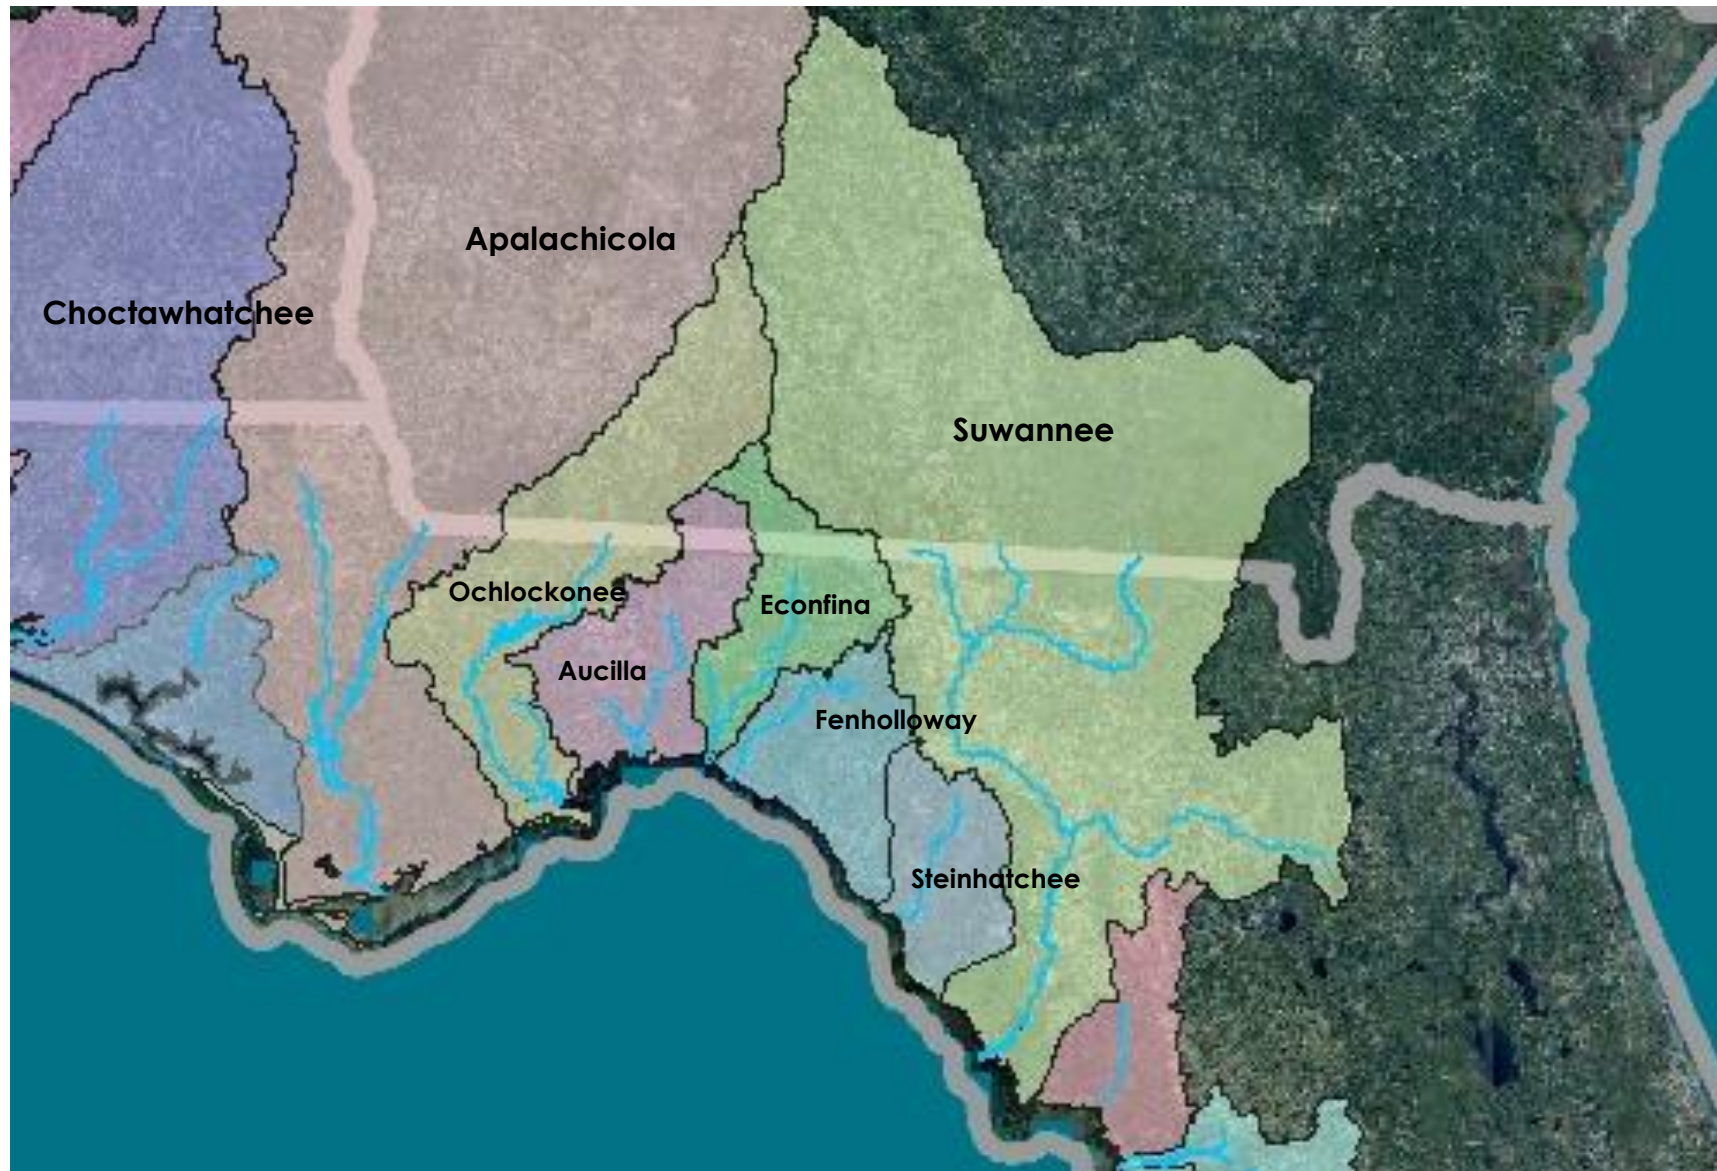 Apalachicola
Choctawhatchee
Suwannee
Ochlockonee
Econfina
Aucilla
Fenholloway
Steinhatchee